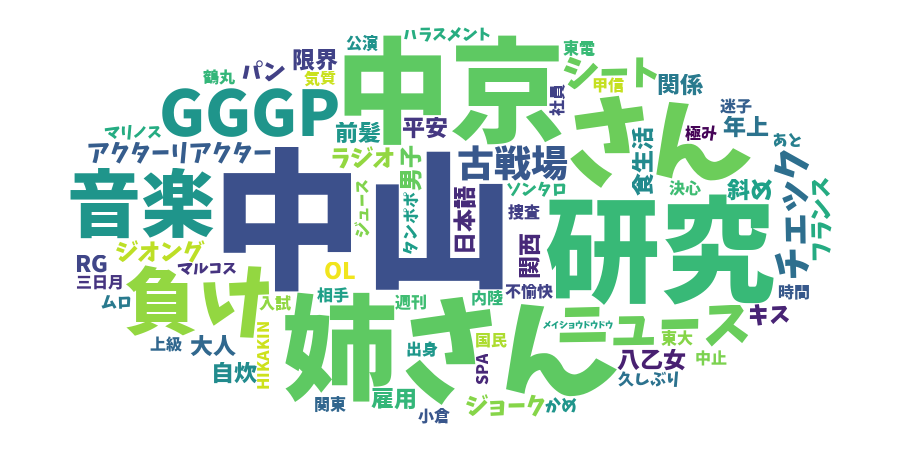 ハラスメント
公演
中京
東電
限界
シート
鶴丸
パン
気質
甲信
関係
GGGP
社員
さん
迷子
マリノス
前髪
平安
極み
年上
あと
アクターリアクター
ラジオ
男子
古戦場
食生活
チェック
音楽
中山
ジュース
タンポポ
日本語
ソンタロ
決心
斜め
フランス
捜査
研究
ジオング
関西
RG
マルコス
OL
三日月
負け
相手
週刊
内陸
不愉快
時間
ムロ
入試
姉さん
ニュース
キス
メイショウドウドウ
上級
大人
HIKAKIN
出身
国民
東大
八乙女
中止
自炊
SPA
久しぶり
関東
雇用
小倉
ジョーク
かめ